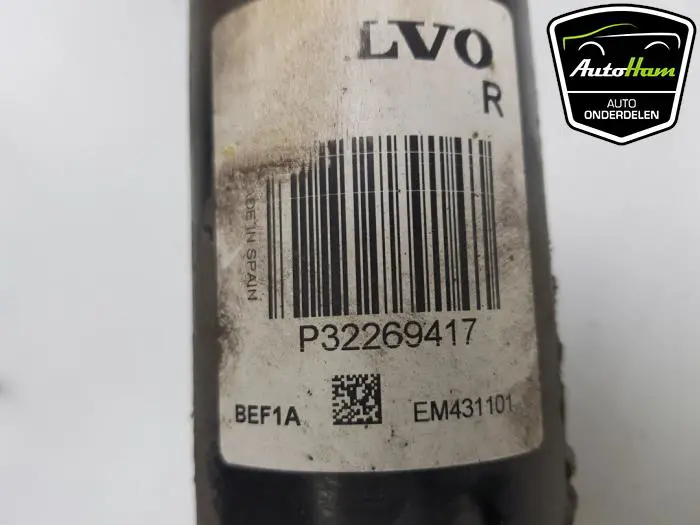 LVO
R
AutoHam
AUTO
ONDERDELEN
DE IN SPAIN
P32269417
BEF1A
EM431101